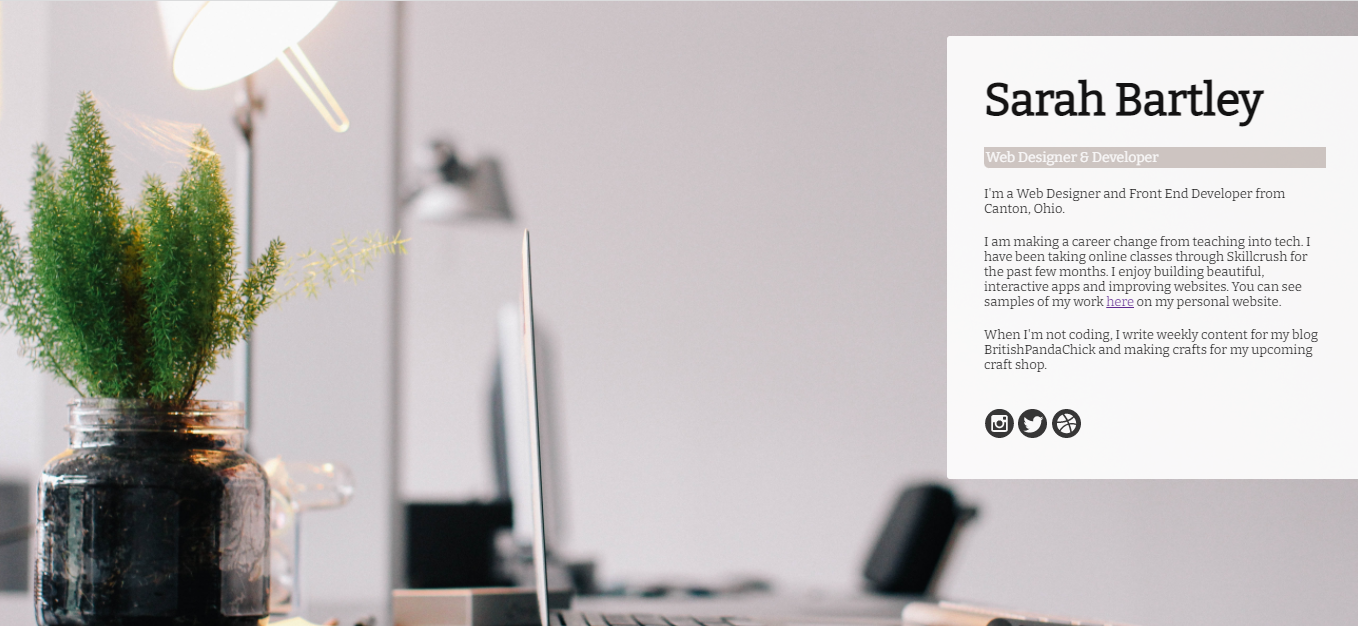 Sarah Bartley
Web Designer & Developer
I'm a Web Designer and Front End Developer from
Canton, Ohio.
I am making a career change from teaching into tech. I
have been taking online classes through Skillcrush for
the past few months. I enjoy building beautiful,
interactive apps and improving websites. You can see
samples of my work here on my personal website.
When I'm not coding, I write weekly content for my blog
BritishPandaChick and making crafts for my upcoming
craft shop.